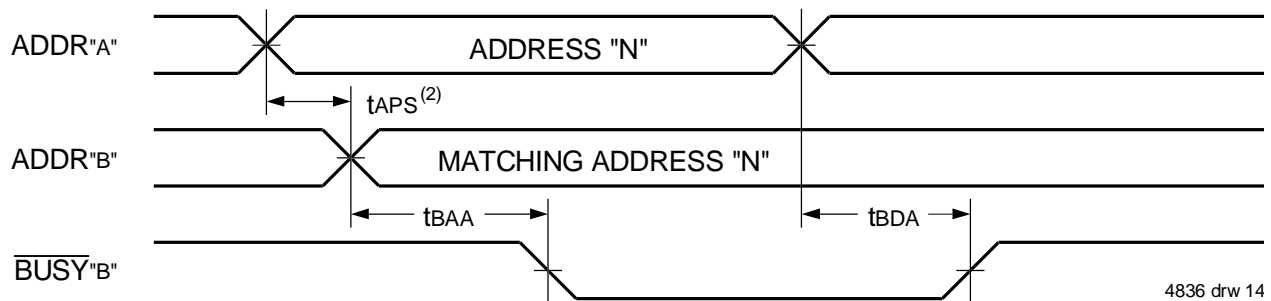 ADDR"A"
ADDRESS "N"
tAPS(2)
ADDR"B"
MATCHING ADDRESS "N"
tBAA
tBDA
BUSY"B"
4836 drw 14